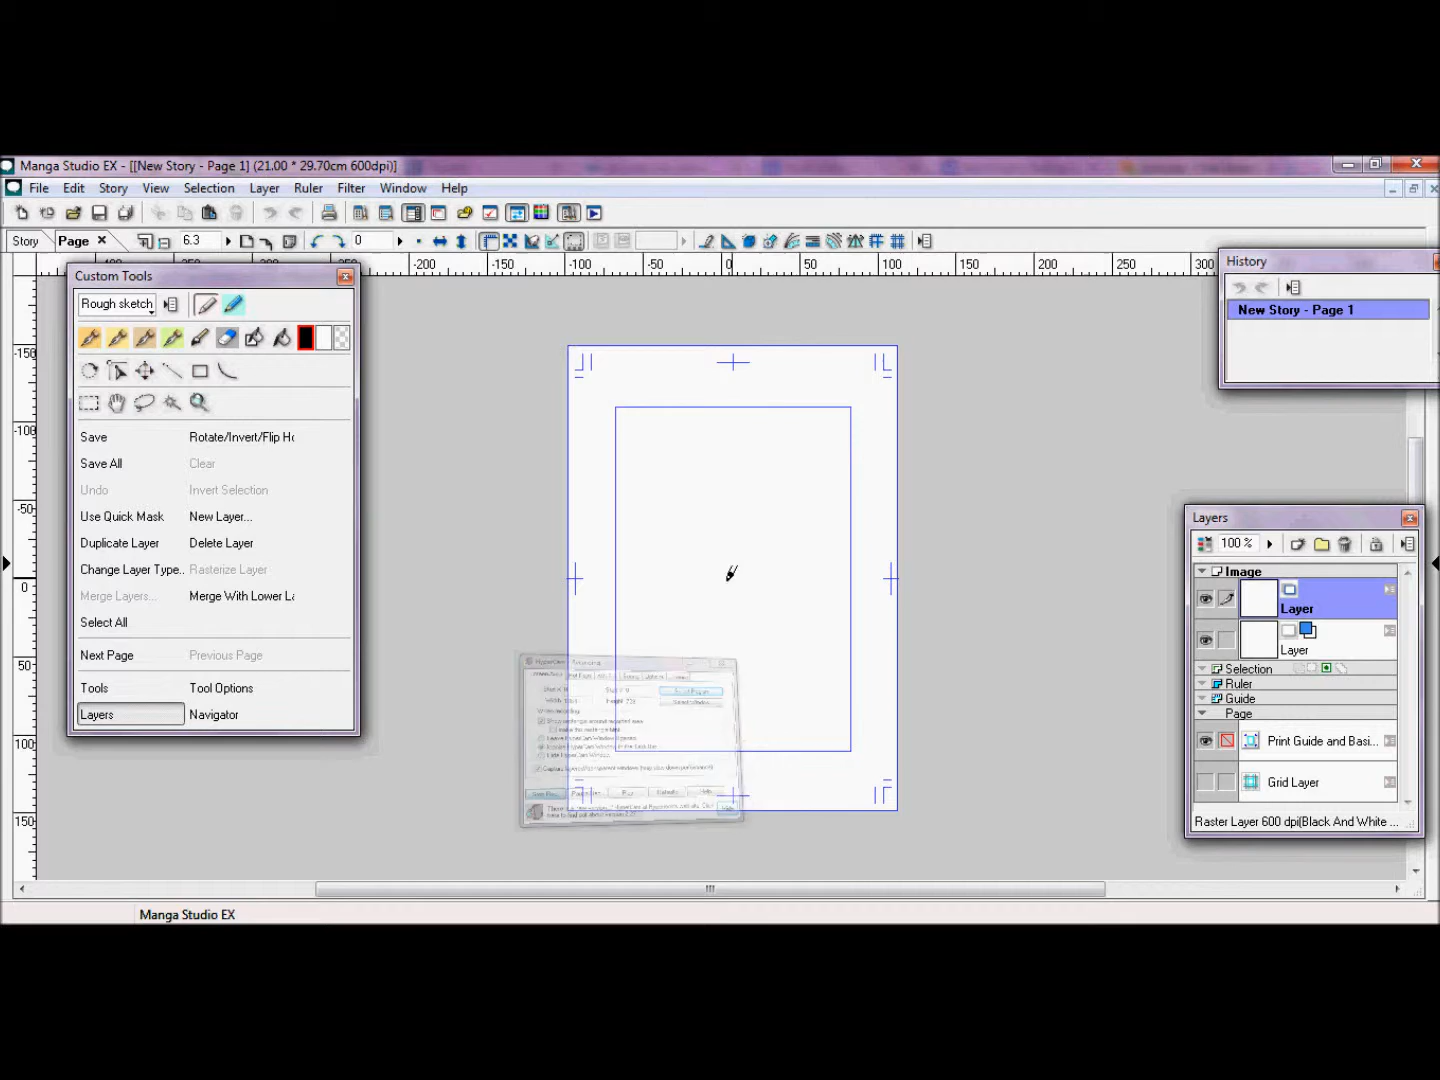 Manga Studio EX - [[New Story - Page 1] (21.00 * 29.70cm 600dpi)]
File Edit Story View Selection Layer Ruler Filter Window Help
Story Page 6.3 0
-200 -150 -100 -50 0 50 100 150 200 250 300
-150
-100
-50
0
50
100
150
Custom Tools
Rough sketch
Save Rotate/Invert/Flip Ho
Save All Clear
Undo Invert Selection
Use Quick Mask New Layer...
Duplicate Layer Delete Layer
Change Layer Type.. Rasterize Layer
Merge Layers... Merge With Lower La
Select All
Next Page Previous Page
Tools Tool Options
Layers Navigator
History
New Story - Page 1
Layers
100 %
Image
Layer
Layer
Selection
Ruler
Guide
Page
Print Guide and Basi...
Grid Layer
Raster Layer 600 dpi(Black And White ...
Manga Studio EX